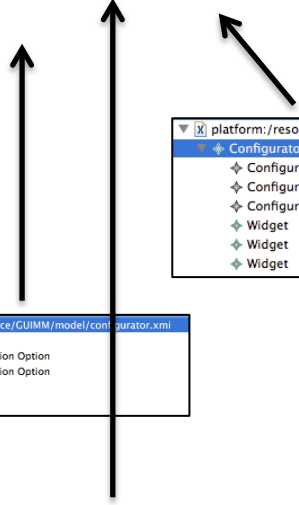 platform:/reso
Configurato
Configur
Configur
Configur
Widget
Widget
Widget
ce/GUIMM/model/configurator.xmi
ion Option
ion Option